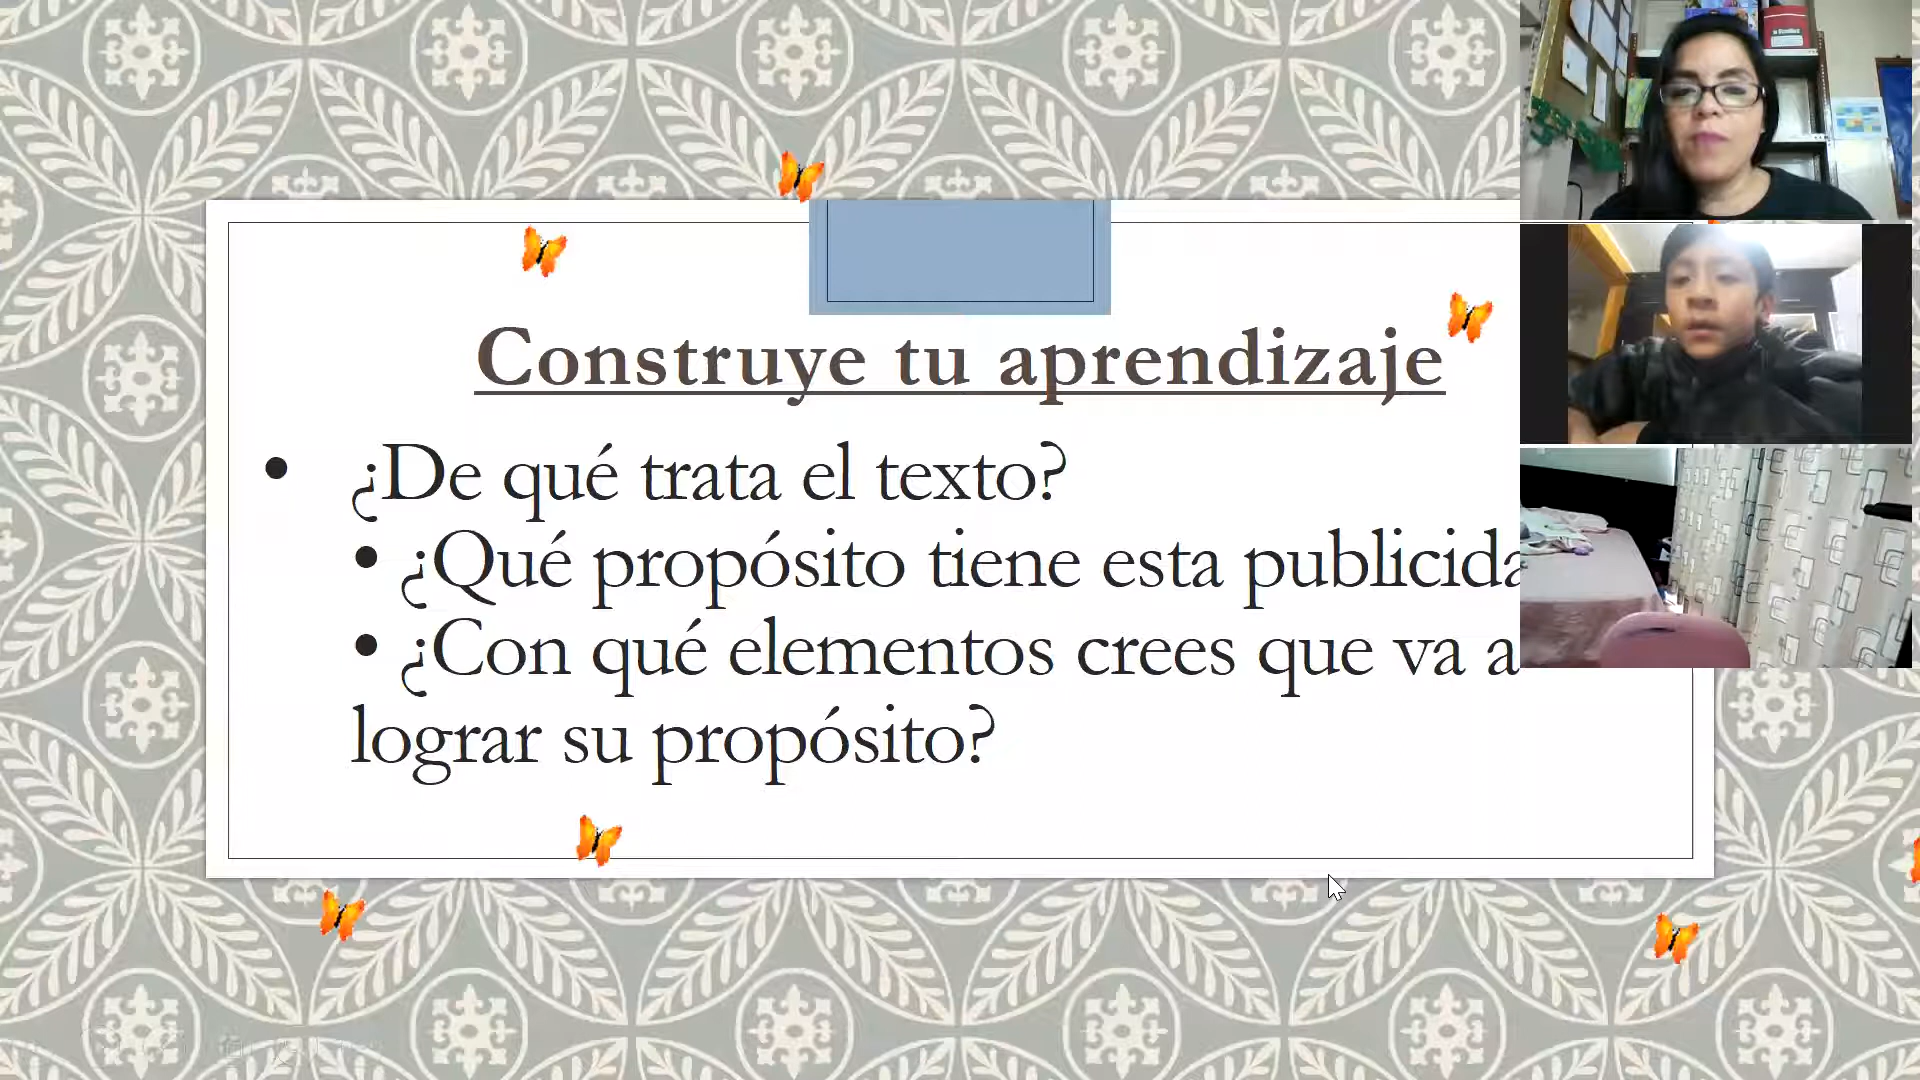 Construye tu aprendizaje
• ¿De qué trata el texto?
• ¿Qué propósito tiene esta publicida
• ¿Con qué elementos crees que va a
lograr su propósito?